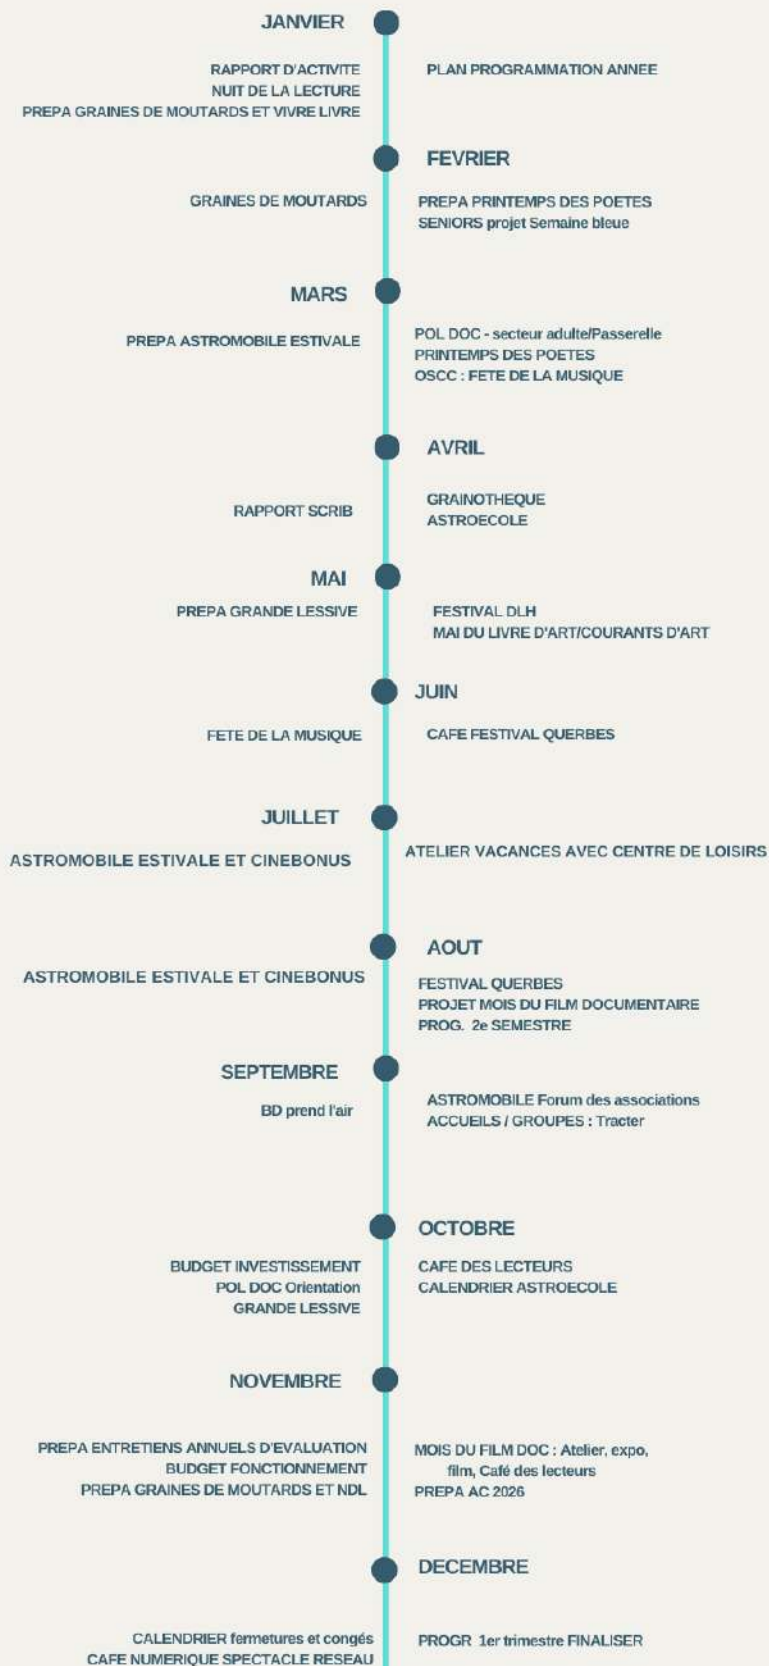 JANVIER
RAPPORT D'ACTIVITE
NUIT DE LA LECTURE
PREPA GRAINES DE MOUTARDS ET VIVRE LIVRE
PLAN PROGRAMMATION ANNEE
FEVRIER
GRAINES DE MOUTARDS
PREPA PRINTEMPS DES POETES
SENIORS projet Semaine bleue
MARS
PREPA ASTROMOBILE ESTIVALE
POL DOC - secteur adulte/Passerelle
PRINTEMPS DES POETES
OSCC : FETE DE LA MUSIQUE
AVRIL
RAPPORT SCRIB
GRAINOTHEQUE
ASTROECOLE
MAI
PREPA GRANDE LESSIVE
FESTIVAL DLH
MAI DU LIVRE D'ART/COURANTS D'ART
JUIN
FETE DE LA MUSIQUE
CAFE FESTIVAL QUERBES
JUILLET
ASTROMOBILE ESTIVALE ET CINEBONUS
ATELIER VACANCES AVEC CENTRE DE LOISIRS
AOUT
ASTROMOBILE ESTIVALE ET CINEBONUS
FESTIVAL QUERBES
PROJET MOIS DU FILM DOCUMENTAIRE
PROG. 2e SEMESTRE
SEPTEMBRE
BD prend l'air
ASTROMOBILE Forum des associations
ACCUEILS / GROUPES : Tracter
OCTOBRE
BUDGET INVESTISSEMENT
POL DOC Orientation
GRANDE LESSIVE
CAFE DES LECTEURS
CALENDRIER ASTROECOLE
NOVEMBRE
PREPA ENTRETIENS ANNUELS D'EVALUATION
BUDGET FONCTIONNEMENT
PREPA GRAINES DE MOUTARDS ET NDL
MOIS DU FILM DOC : Atelier, expo,
film, Café des lecteurs
PREPA AC 2026
DECEMBRE
CALENDRIER fermetures et congés
CAFE NUMERIQUE SPECTACLE RESEAU
PROGR 1er trimestre FINALISER